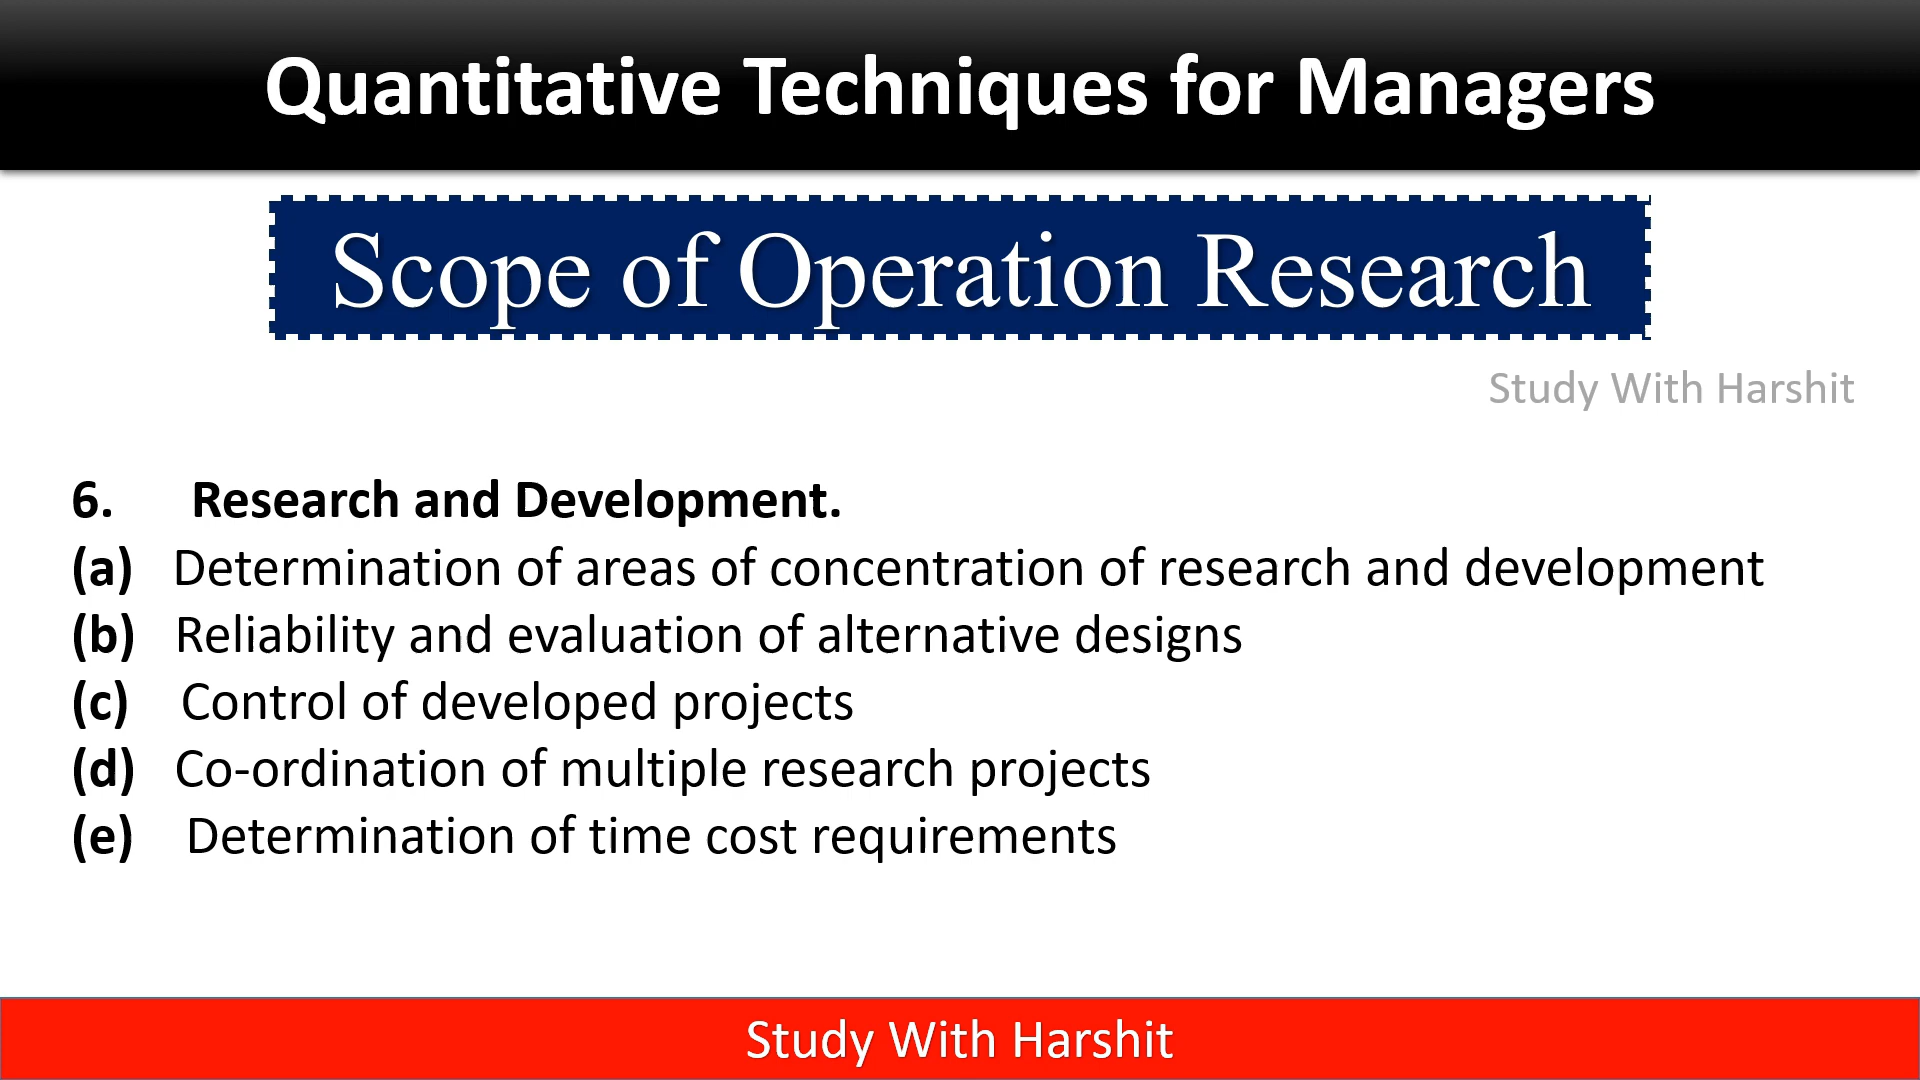 Quantitative Techniques for Managers
Scope of Operation Research
Study With Harshit
6. Research and Development.
(a) Determination of areas of concentration of research and development
(b) Reliability and evaluation of alternative designs
(c) Control of developed projects
(d) Co-ordination of multiple research projects
(e) Determination of time cost requirements
Study With Harshit